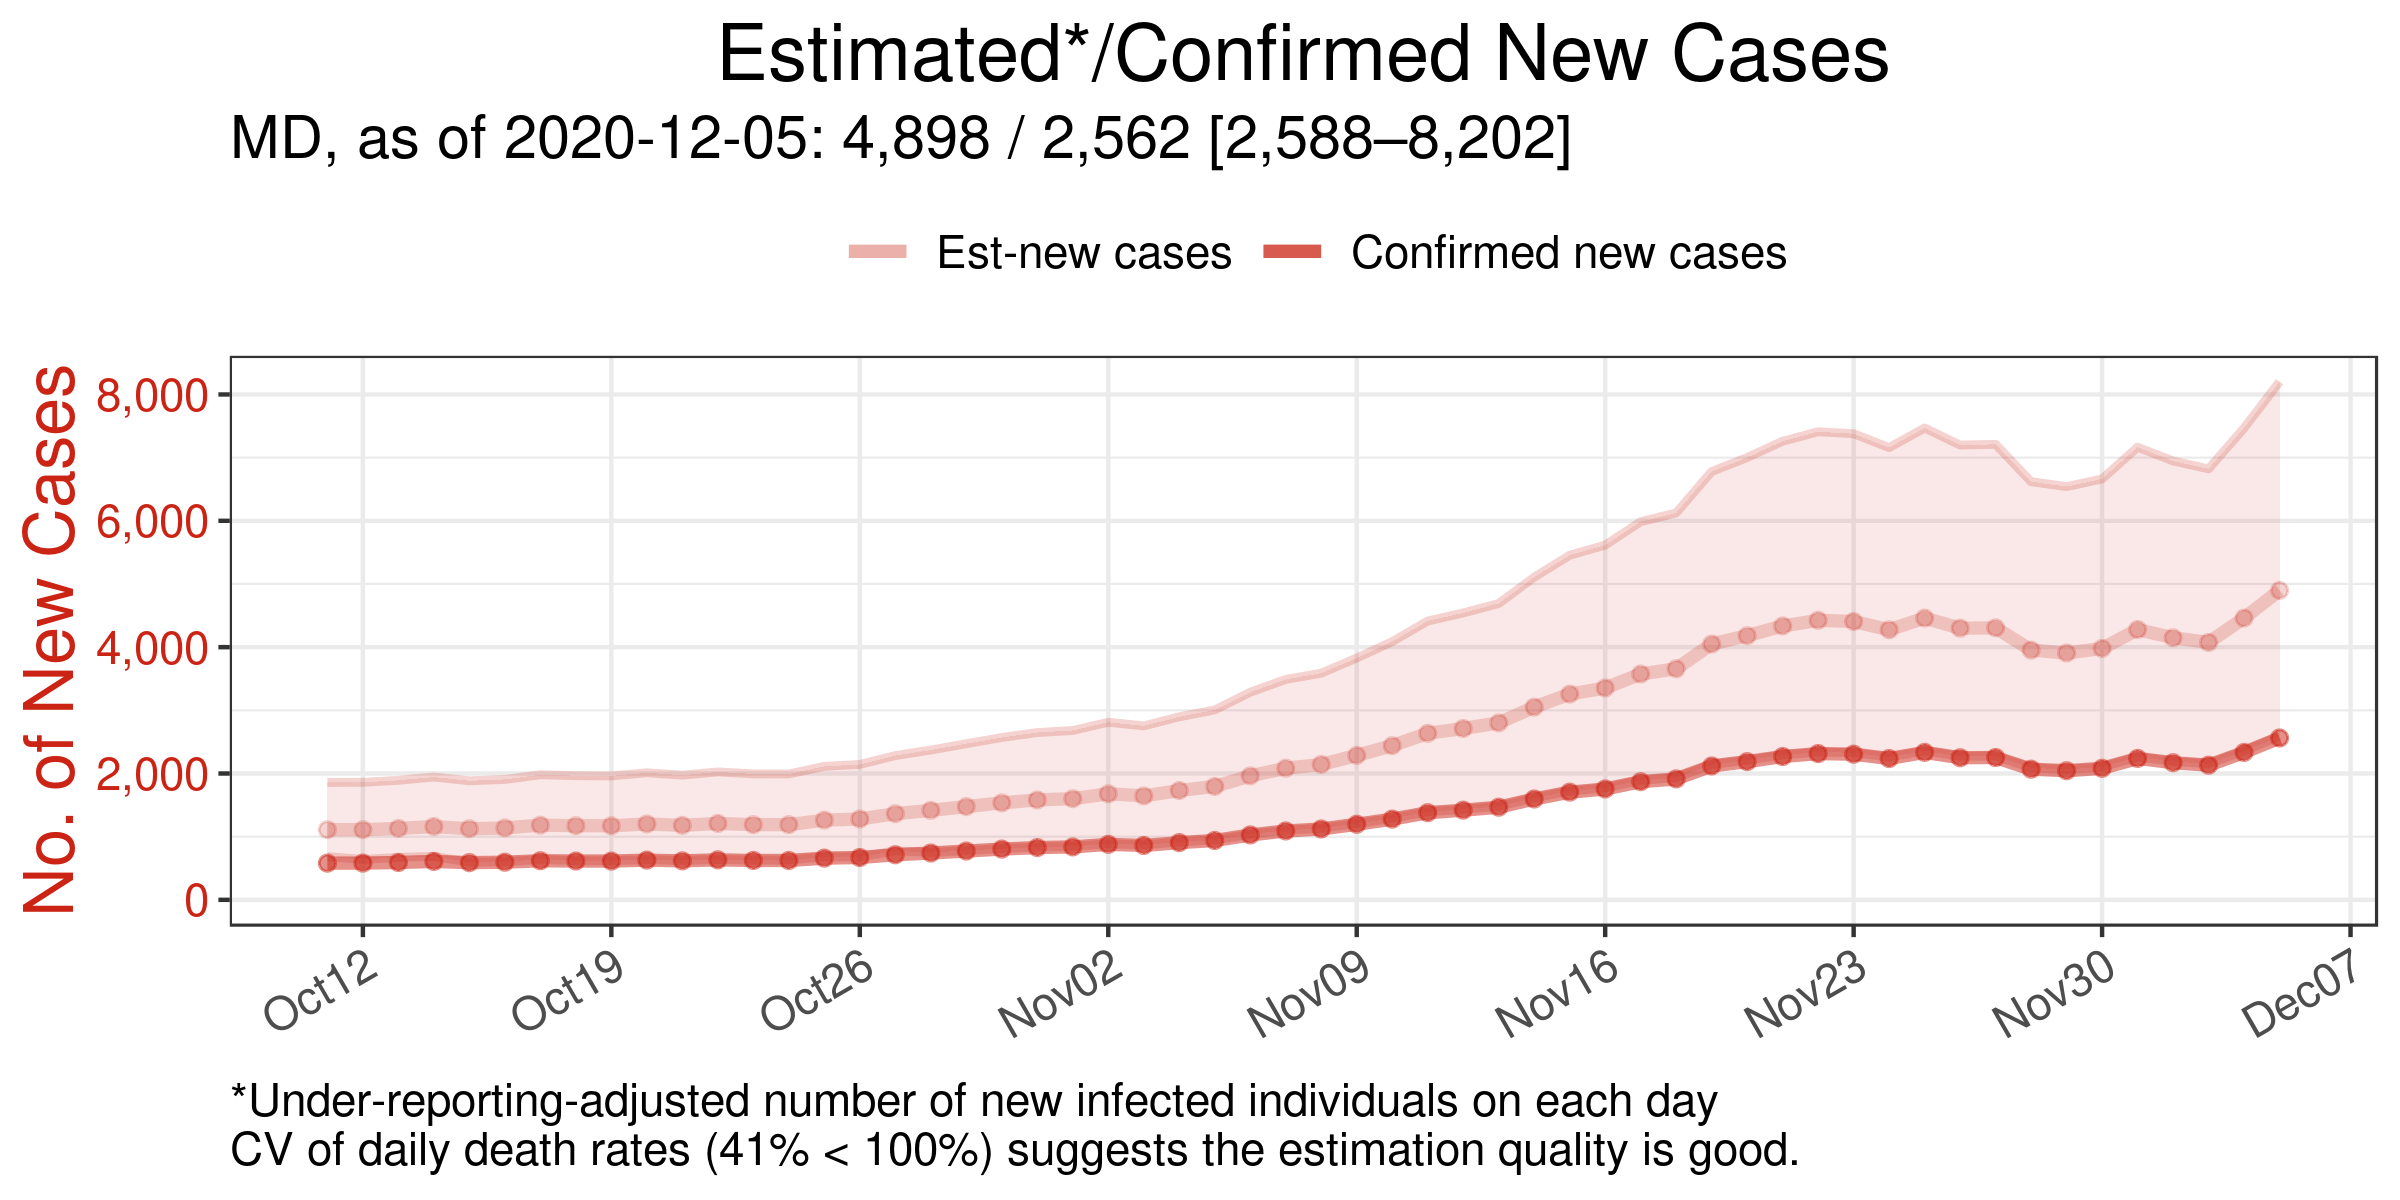 Estimated*/Confirmed New Cases
MD, as of 2020-12-05: 4,898 / 2,562 [2,588–8,202]
Est-new cases Confirmed new cases
No. of New Cases
8,000
6,000
4,000
2,000
0
Oct12 Oct19 Oct26 Nov02 Nov09 Nov16 Nov23 Nov30 Dec07
*Under-reporting-adjusted number of new infected individuals on each day
CV of daily death rates (41% < 100%) suggests the estimation quality is good.